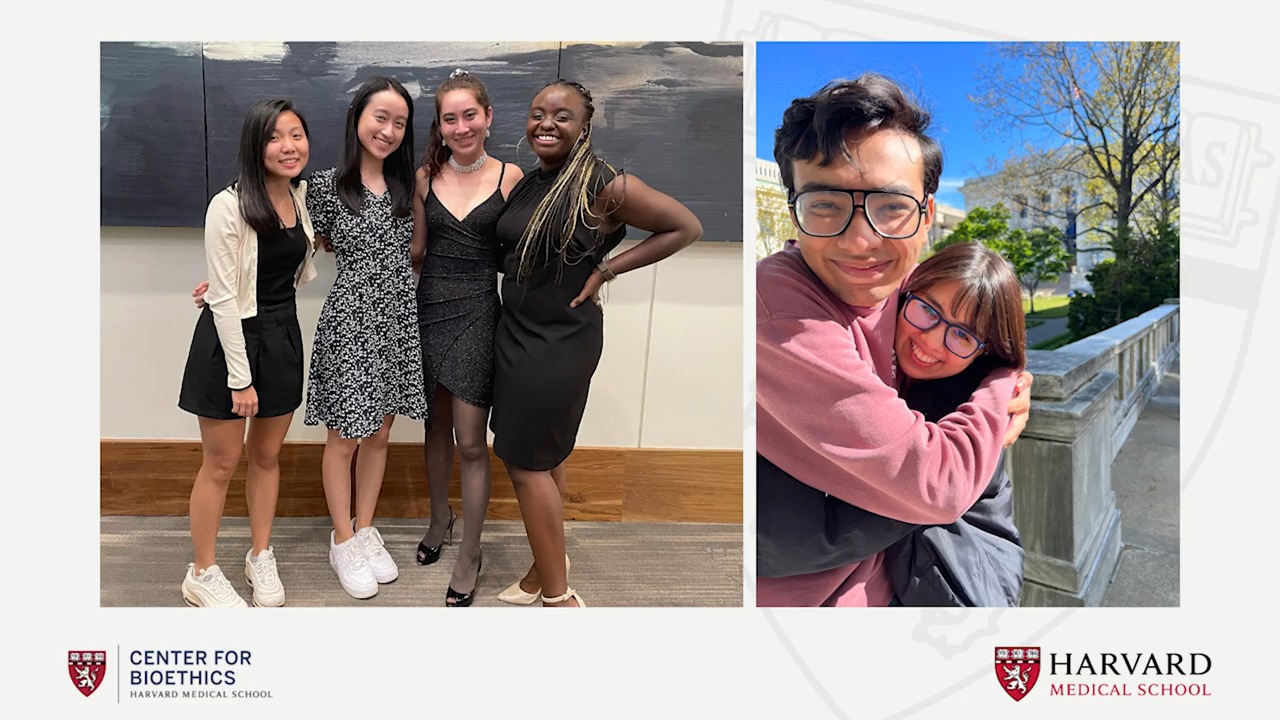 CENTER FOR
BIOETHICS
HARVARD MEDICAL SCHOOL
HARVARD
MEDICAL SCHOOL